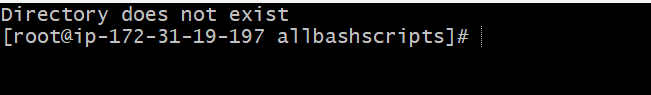 Directory does not exist
[root@ip-172-31-19-197 allbashscripts]#